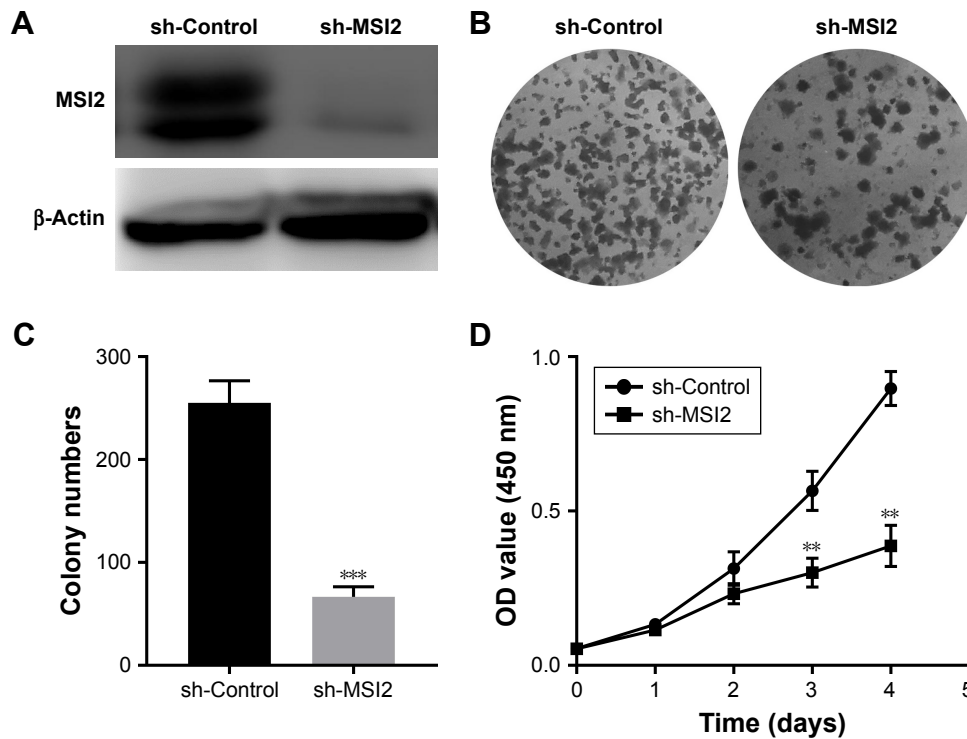 A
sh-Control sh-MSI2
MSI2
β-Actin
B
sh-Control sh-MSI2
C
300
200
100
0
Colony numbers
***
sh-Control sh-MSI2
D
1.0
0.5
0.0
OD value (450 nm)
sh-Control
sh-MSI2
**
**
0 1 2 3 4 5
Time (days)